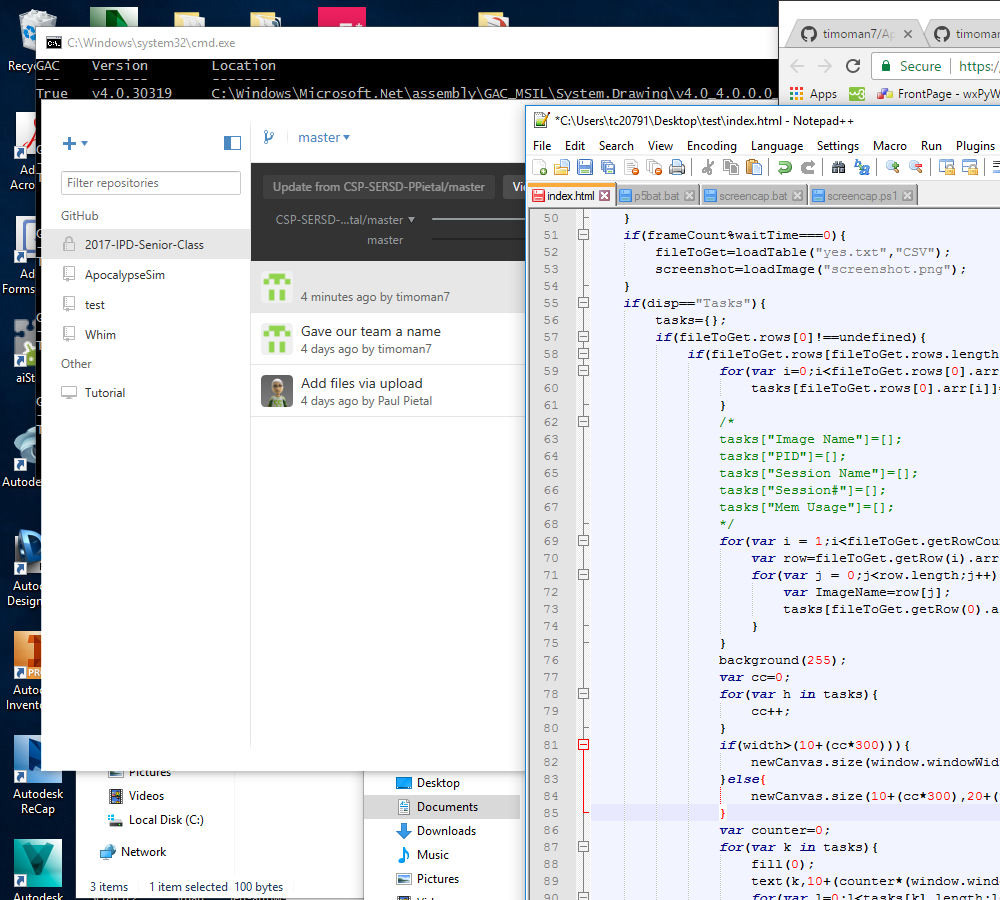 Recy
C:\Windows\system32\cmd.exe
GAC Version Location
--- ------- --------
True v4.0.30319 C:\Windows\Microsoft.Net\assembly\GAC_MSIL\System.Drawing\v4.0_4.0.0.0_
timoman7/Ap
timoman
Secure https:/
Apps FrontPage - wxPyW
master
Filter repositories
GitHub
2017-IPD-Senior-Class
ApocalypseSim
test
Whim
Other
Tutorial
Update from CSP-SERSD-PPietal/master
CSP-SERSD-...tal/master
master
4 minutes ago by timoman7
Gave our team a name
4 days ago by timoman7
Add files via upload
4 days ago by Paul Pietal
*C:\Users\tc20791\Desktop\test\index.html - Notepad++
File Edit Search View Encoding Language Settings Macro Run Plugins
index.html p5bat.bat screencap.bat screencap.ps1
50 }
51 if(frameCount%waitTime===0){
52 fileToGet=loadTable("yes.txt","CSV");
53 screenshot=loadImage("screenshot.png");
54 }
55 if(disp=="Tasks"){
56 tasks={};
57 if(fileToGet.rows[0]!==undefined){
58 if(fileToGet.rows[fileToGet.rows.length
59 for(var i=0;i<fileToGet.rows[0].arr
60 tasks[fileToGet.rows[0].arr[i]]=
61 }
62 /*
63 tasks["Image Name"]=[];
64 tasks["PID"]=[];
65 tasks["Session Name"]=[];
66 tasks["Session#"]=[];
67 tasks["Mem Usage"]=[];
68 */
69 for(var i = 1;i<fileToGet.getRowCou
70 var row=fileToGet.getRow(i).arr
71 for(var j = 0;j<row.length;j++)
72 var ImageName=row[j];
73 tasks[fileToGet.getRow(0).a
74 }
75 }
76 background(255);
77 var cc=0;
78 for(var h in tasks){
79 cc++;
80 }
81 if(width>(10+(cc*300))){
82 newCanvas.size(window.windowWid
83 }else{
84 newCanvas.size(10+(cc*300),20+(
85 }
86 var counter=0;
87 for(var k in tasks){
88 fill(0);
89 text(k,10+(counter*(window.wind
90 for(var l=0;l<tasks[k].length;l
Ad
Acro
Ad
Forms
aiSt
Autode
Autod
Design
Autod
Invento
Autodesk
ReCap
Autodesk
Pictures
Videos
Local Disk (C:)
Network
3 items 1 item selected 100 bytes
Desktop
Documents
Downloads
Music
Pictures